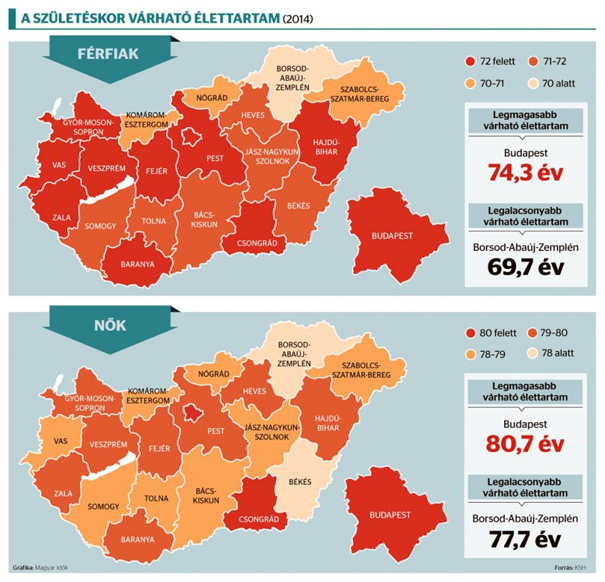 A SZÜLETÉSKOR VÁRHATÓ ÉLETTARTAM (2014)
FÉRFIAK
72 felett
71–72
70–71
70 alatt
BORSOD-
ABAÚJ-
ZEMPLÉN
SZABOLCS-
SZATMÁR-BEREG
NÓGRÁD
HEVES
KOMÁROM-
ESZTERGOM
GYŐR-MOSON-
SOPRON
HAJDÚ-
BIHAR
JÁSZ-NAGYKUN-
SZOLNOK
PEST
VAS
VESZPRÉM
FEJÉR
ZALA
SOMOGY
TOLNA
BÁCS-
KISKUN
BÉKÉS
CSONGRÁD
BARANYA
BUDAPEST
Legmagasabb
várható élettartam
Budapest
74,3 év
Legalacsonyabb
várható élettartam
Borsod-Abaúj-Zemplén
69,7 év
NŐK
80 felett
79–80
78–79
78 alatt
BORSOD-
ABAÚJ-
ZEMPLÉN
SZABOLCS-
SZATMÁR-BEREG
NÓGRÁD
HEVES
KOMÁROM-
ESZTERGOM
GYŐR-MOSON-
SOPRON
HAJDÚ-
BIHAR
JÁSZ-NAGYKUN-
SZOLNOK
PEST
VAS
VESZPRÉM
FEJÉR
ZALA
SOMOGY
TOLNA
BÁCS-
KISKUN
BÉKÉS
CSONGRÁD
BARANYA
BUDAPEST
Legmagasabb
várható élettartam
Budapest
80,7 év
Legalacsonyabb
várható élettartam
Borsod-Abaúj-Zemplén
77,7 év
Grafika: Magyar Idők
Forrás: KSH